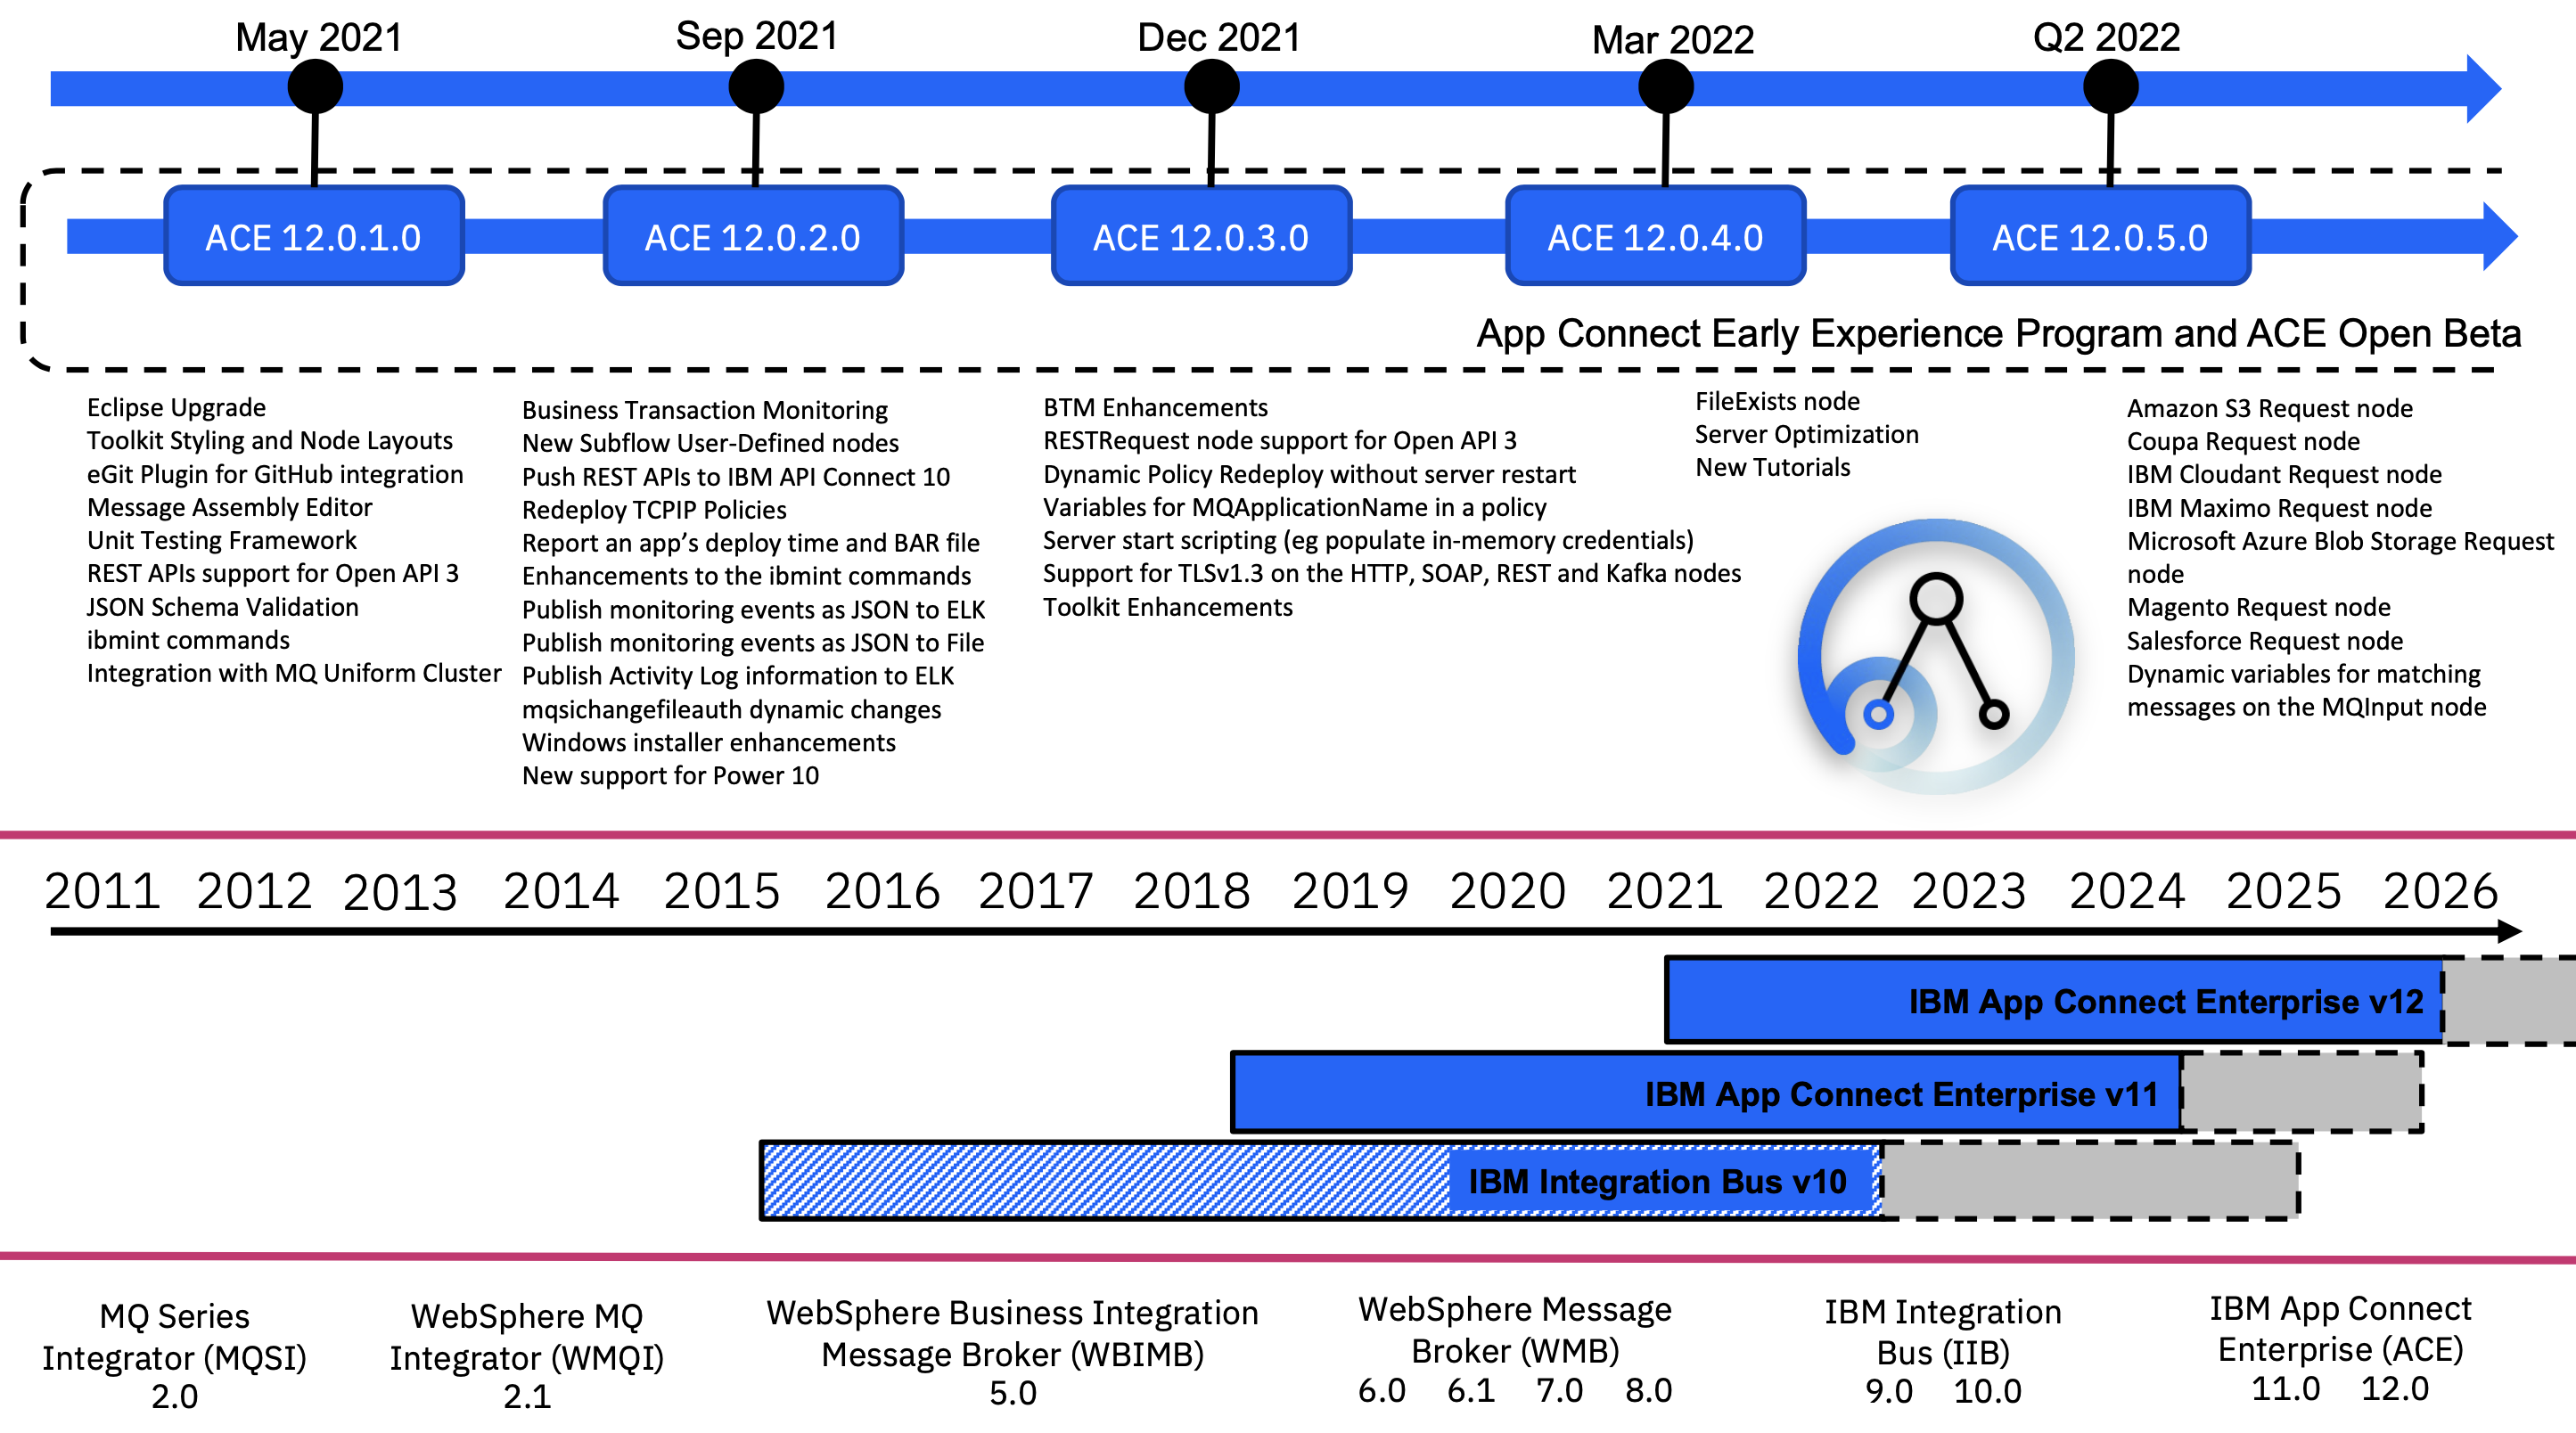 May 2021
Sep 2021
Dec 2021
Mar 2022
Q2 2022
ACE 12.0.1.0
ACE 12.0.2.0
ACE 12.0.3.0
ACE 12.0.4.0
ACE 12.0.5.0
App Connect Early Experience Program and ACE Open Beta
Eclipse Upgrade
Toolkit Styling and Node Layouts
eGit Plugin for GitHub integration
Message Assembly Editor
Unit Testing Framework
REST APIs support for Open API 3
JSON Schema Validation
ibmint commands
Integration with MQ Uniform Cluster
Business Transaction Monitoring
New Subflow User-Defined nodes
Push REST APIs to IBM API Connect 10
Redeploy TCPIP Policies
Report an app’s deploy time and BAR file
Enhancements to the ibmint commands
Publish monitoring events as JSON to ELK
Publish monitoring events as JSON to File
Publish Activity Log information to ELK
mqsichangefileauth dynamic changes
Windows installer enhancements
New support for Power 10
BTM Enhancements
RESTRequest node support for Open API 3
Dynamic Policy Redeploy without server restart
Variables for MQApplicationName in a policy
Server start scripting (eg populate in-memory credentials)
Support for TLSv1.3 on the HTTP, SOAP, REST and Kafka nodes
Toolkit Enhancements
FileExists node
Server Optimization
New Tutorials
Amazon S3 Request node
Coupa Request node
IBM Cloudant Request node
IBM Maximo Request node
Microsoft Azure Blob Storage Request
node
Magento Request node
Salesforce Request node
Dynamic variables for matching
messages on the MQInput node
2011 2012 2013 2014 2015 2016 2017 2018 2019 2020 2021 2022 2023 2024 2025 2026
IBM App Connect Enterprise v12
IBM App Connect Enterprise v11
IBM Integration Bus v10
MQ Series
Integrator (MQSI)
2.0
WebSphere MQ
Integrator (WMQI)
2.1
WebSphere Business Integration
Message Broker (WBIMB)
5.0
WebSphere Message
Broker (WMB)
6.0 6.1 7.0 8.0
IBM Integration
Bus (IIB)
9.0 10.0
IBM App Connect
Enterprise (ACE)
11.0 12.0